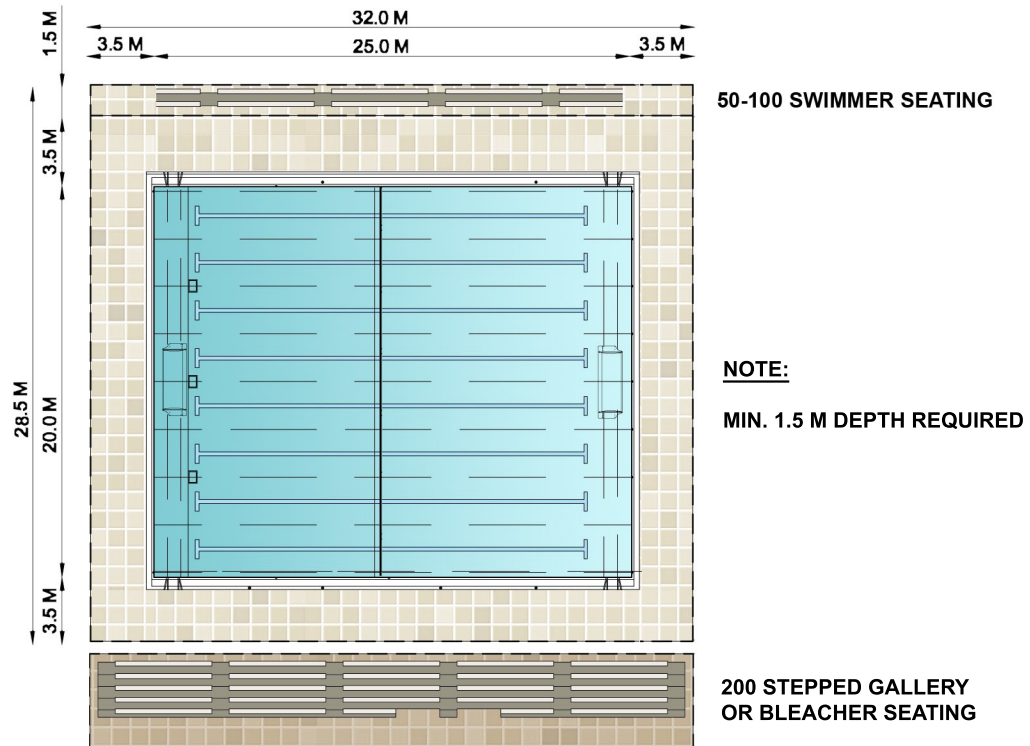 32.0 M
1.5 M
3.5 M
25.0 M
3.5 M
50-100 SWIMMER SEATING
3.5 M
28.5 M
20.0 M
NOTE:
MIN. 1.5 M DEPTH REQUIRED
3.5 M
200 STEPPED GALLERY
OR BLEACHER SEATING